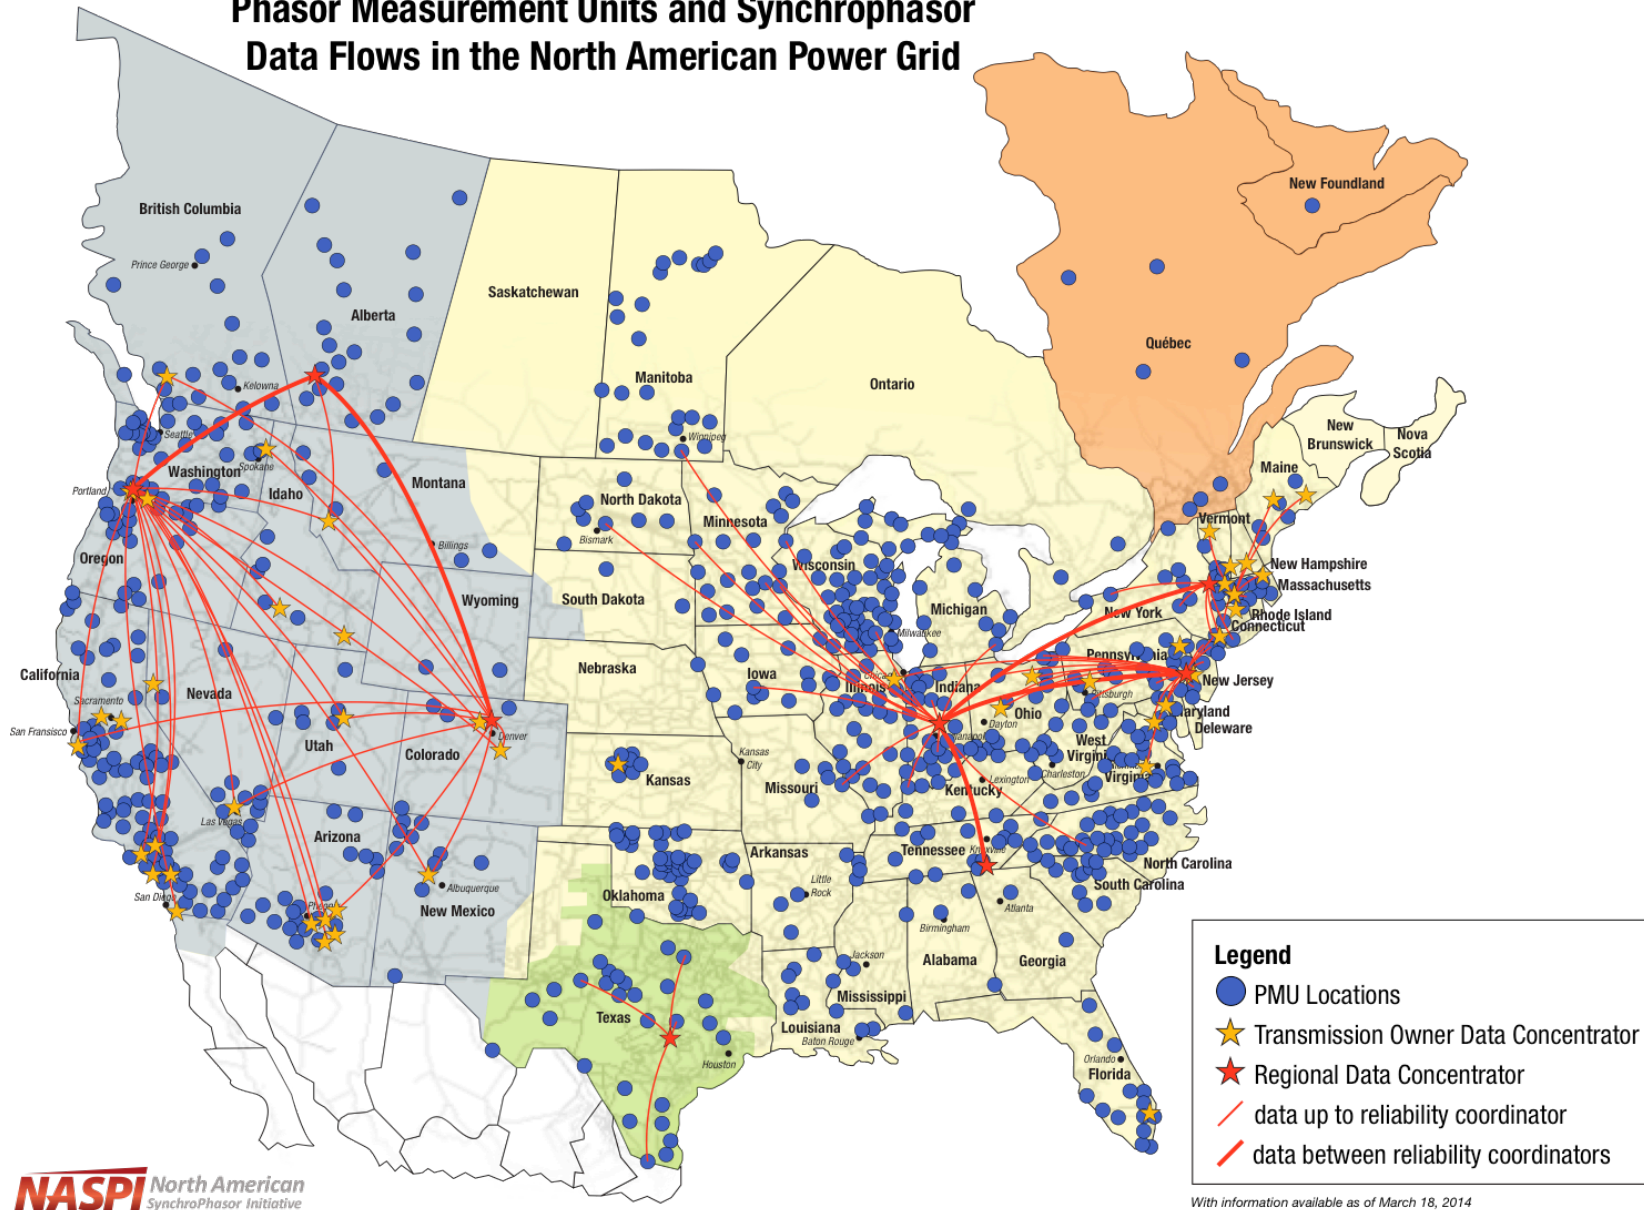 Phasor Measurement Units and Synchrophasor
Data Flows in the North American Power Grid
British Columbia
Prince George
Alberta
Kelowna
Seattle
Washington
Spokane
Portland
Idaho
Montana
Billings
Oregon
Wyoming
California
Sacramento
San Fransisco
Nevada
Utah
Colorado
Denver
Las Vegas
Arizona
San Diego
Albuquerque
New Mexico
Saskatchewan
Manitoba
Winnipeg
Ontario
New Foundland
Québec
New
Brunswick
Nova
Scotia
Maine
Vermont
New Hampshire
Massachusetts
Rhode Island
Connecticut
New York
Pennsylvania
New Jersey
Pittsburgh
Maryland
Delaware
North Dakota
Bismark
South Dakota
Minnesota
Wisconsin
Milwaukee
Michigan
Nebraska
Iowa
Illinois
Indiana
Ohio
Dayton
West
Virginia
Charleston
Virginia
Kansas
Kansas
City
Missouri
Lexington
Kentucky
Tennessee
Knoxville
North Carolina
South Carolina
Arkansas
Little
Rock
Oklahoma
Atlanta
Birmingham
Alabama
Georgia
Jackson
Mississippi
Louisiana
Baton Rouge
Texas
Houston
Orlando
Florida
Legend
PMU Locations
Transmission Owner Data Concentrator
Regional Data Concentrator
data up to reliability coordinator
data between reliability coordinators
With information available as of March 18, 2014
NASPI
North American
SynchroPhasor Initiative